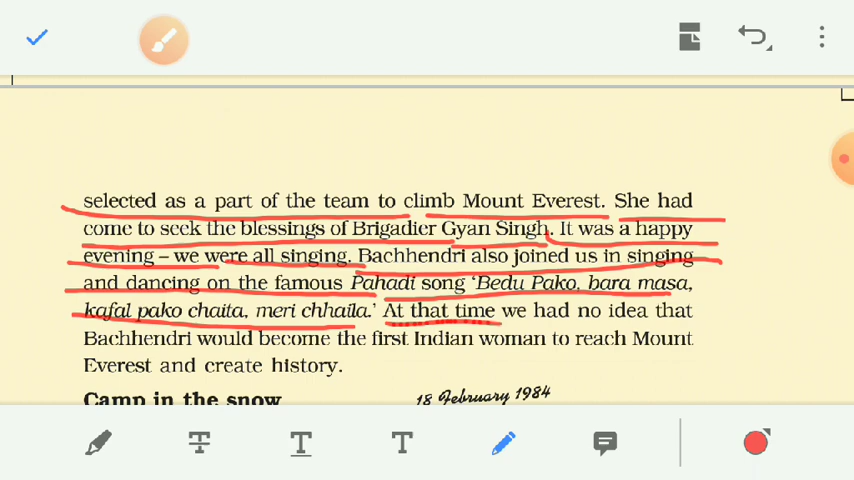 selected as a part of the team to climb Mount Everest. She had
come to seek the blessings of Brigadier Gyan Singh. It was a happy
evening – we were all singing. Bachhendri also joined us in singing
and dancing on the famous Pahadi song ‘Bedu Pako, bara masa,
kafal pako chaita, meri chhaila.’ At that time we had no idea that
Bachhendri would become the first Indian woman to reach Mount
Everest and create history.
Camp in the snow 18 February 1984